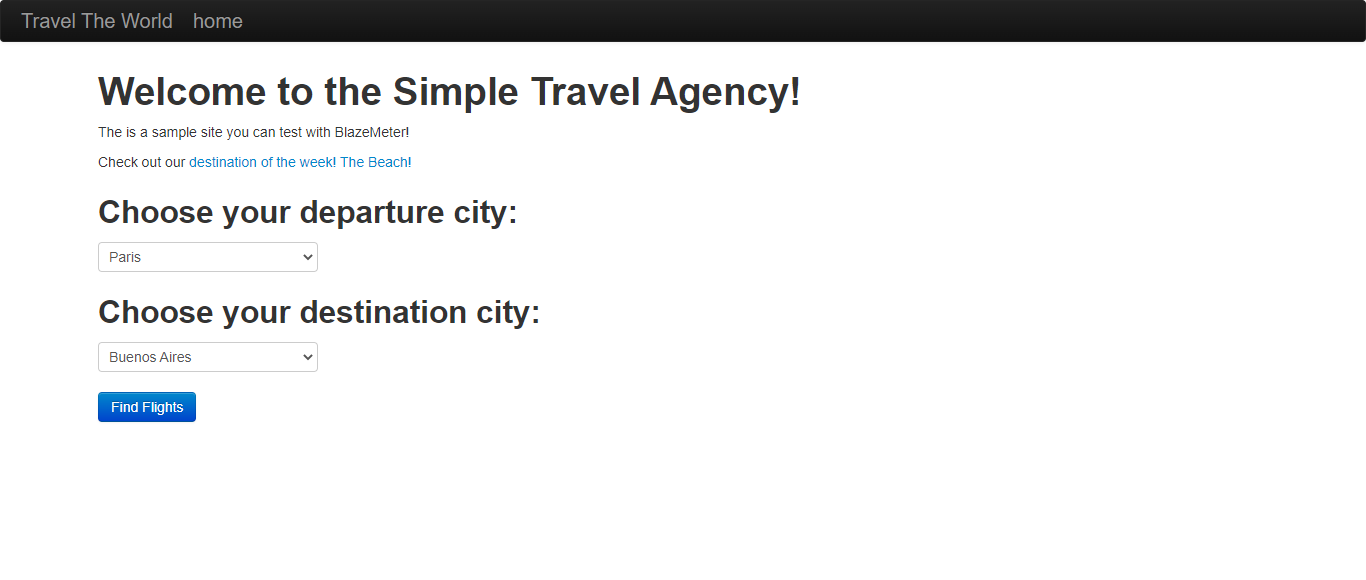 Travel The World home
Welcome to the Simple Travel Agency!
The is a sample site you can test with BlazeMeter!
Check out our destination of the week! The Beach!
Choose your departure city:
Paris
Choose your destination city:
Buenos Aires
Find Flights